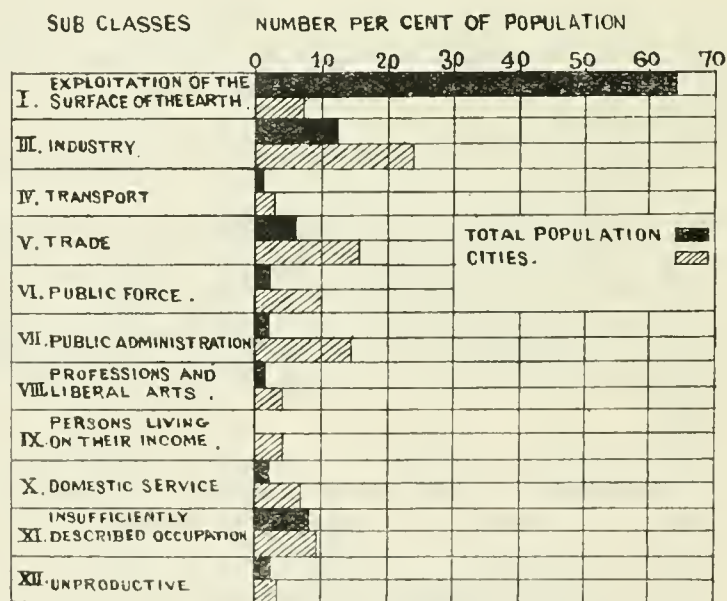 SUB CLASSES NUMBER PER CENT OF POPULATION
0 10 20 30 40 50 60 70
I. EXPLOITATION OF THE
SURFACE OF THE EARTH.
III. INDUSTRY
IV. TRANSPORT
V. TRADE
TOTAL POPULATION
CITIES.
VI. PUBLIC FORCE.
VII. PUBLIC ADMINISTRATION
PROFESSIONS AND
VIII. LIBERAL ARTS.
PERSONS LIVING
IX. ON THEIR INCOME.
X. DOMESTIC SERVICE
INSUFFICIENTLY
XI. DESCRIBED OCCUPATION
XII. UNPRODUCTIVE